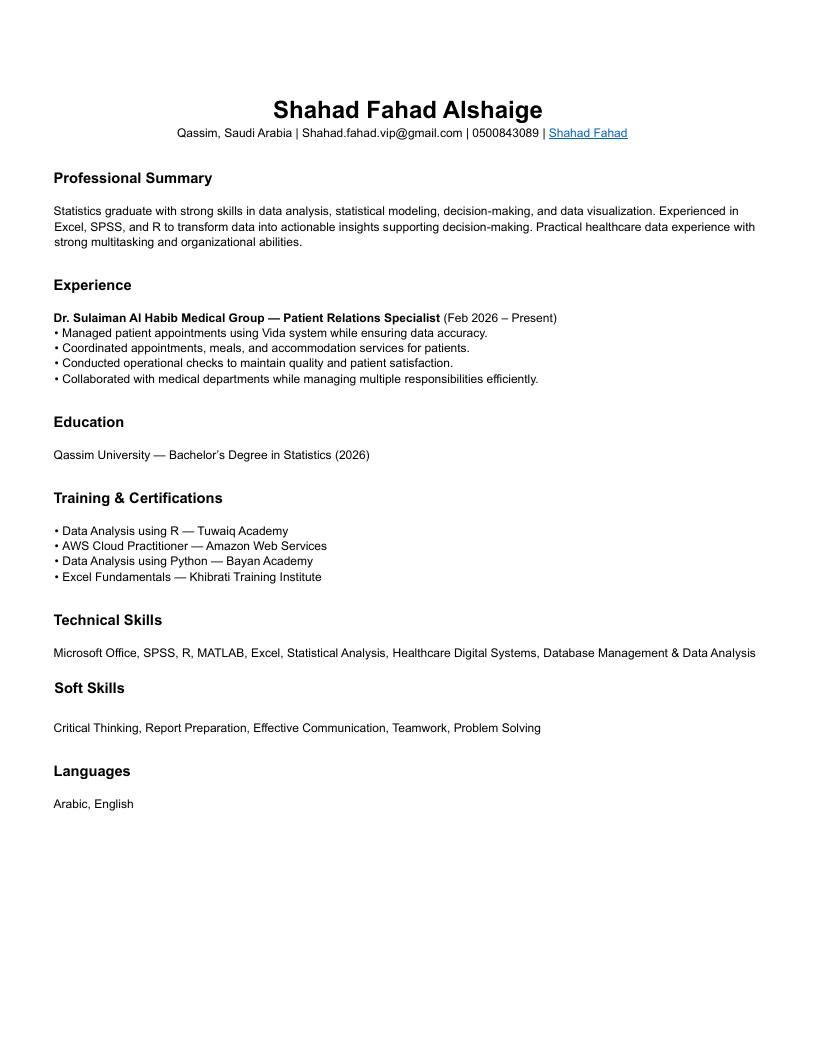 Shahad Fahad Alshaige
Qassim, Saudi Arabia | Shahad.fahad.vip@gmail.com | 0500843089 | Shahad Fahad
Professional Summary
Statistics graduate with strong skills in data analysis, statistical modeling, decision-making, and data visualization. Experienced in
Excel, SPSS, and R to transform data into actionable insights supporting decision-making. Practical healthcare data experience with
strong multitasking and organizational abilities.
Experience
Dr. Sulaiman Al Habib Medical Group — Patient Relations Specialist (Feb 2026 – Present)
• Managed patient appointments using Vida system while ensuring data accuracy.
• Coordinated appointments, meals, and accommodation services for patients.
• Conducted operational checks to maintain quality and patient satisfaction.
• Collaborated with medical departments while managing multiple responsibilities efficiently.
Education
Qassim University — Bachelor’s Degree in Statistics (2026)
Training & Certifications
• Data Analysis using R — Tuwaiq Academy
• AWS Cloud Practitioner — Amazon Web Services
• Data Analysis using Python — Bayan Academy
• Excel Fundamentals — Khibrati Training Institute
Technical Skills
Microsoft Office, SPSS, R, MATLAB, Excel, Statistical Analysis, Healthcare Digital Systems, Database Management & Data Analysis
Soft Skills
Critical Thinking, Report Preparation, Effective Communication, Teamwork, Problem Solving
Languages
Arabic, English